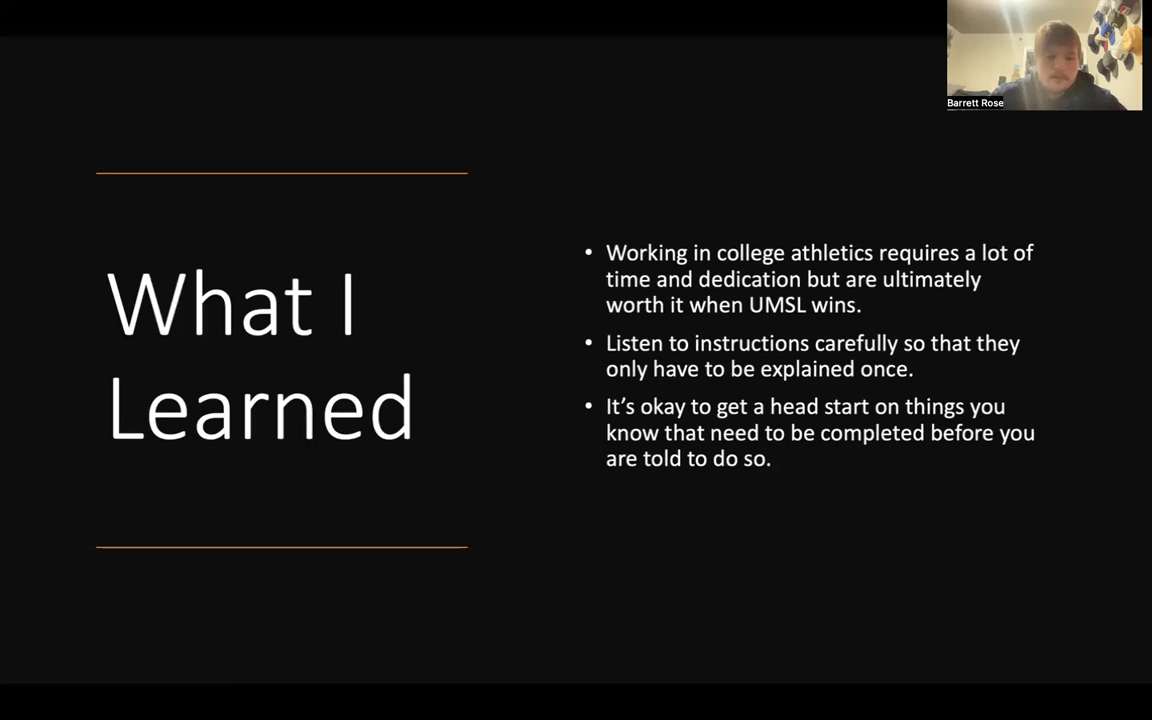 Barrett Rose
What I
Learned
• Working in college athletics requires a lot of
time and dedication but are ultimately
worth it when UMSL wins.
• Listen to instructions carefully so that they
only have to be explained once.
• It’s okay to get a head start on things you
know that need to be completed before you
are told to do so.